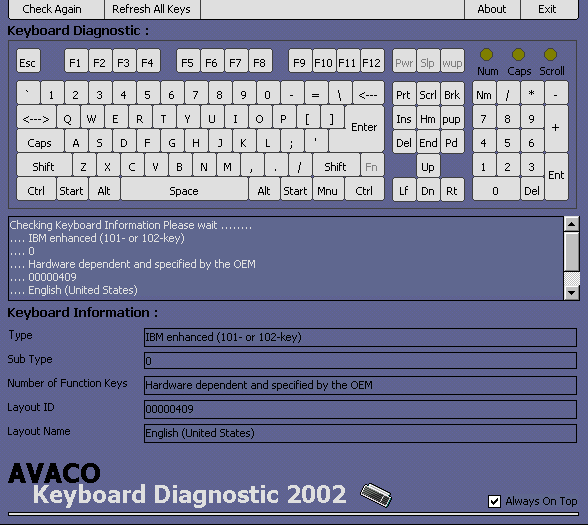 Check Again Refresh All Keys About Exit
Keyboard Diagnostic :
Esc F1 F2 F3 F4 F5 F6 F7 F8 F9 F10 F11 F12 Pwr Slp wup
Num Caps Scroll
` 1 2 3 4 5 6 7 8 9 0 - = \ <--- Prt Scrl Brk Nm / * -
<---> Q W E R T Y U I O P [ ] Enter Ins Hm pup 7 8 9 +
Caps A S D F G H J K L ; ' Del End Pd 4 5 6
Shift Z X C V B N M , . / Shift Fn Up 1 2 3 Ent
Ctrl Start Alt Space Alt Start Mnu Ctrl Lf Dn Rt 0 Del
Checking Keyboard Information Please wait ........
.... IBM enhanced (101- or 102-key)
.... 0
.... Hardware dependent and specified by the OEM
.... 00000409
.... English (United States)
Keyboard Information :
Type IBM enhanced (101- or 102-key)
Sub Type 0
Number of Function Keys Hardware dependent and specified by the OEM
Layout ID 00000409
Layout Name English (United States)
AVACO
Keyboard Diagnostic 2002
Always On Top